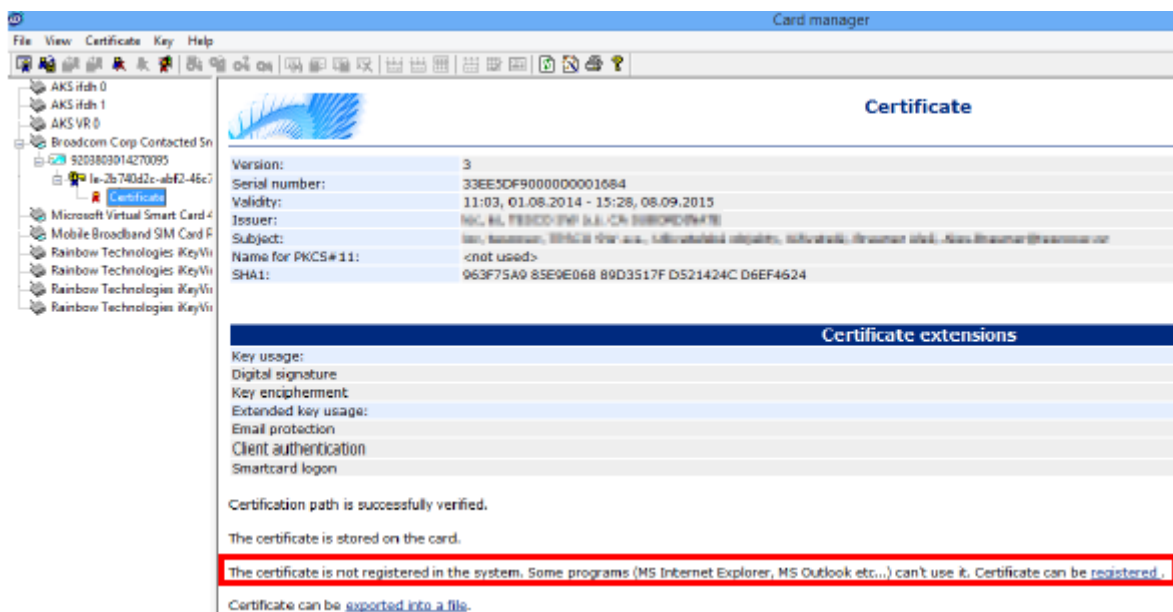 Card manager
File View Certificate Key Help
AKS ifdh 0
AKS ifdh 1
AKS VR 0
Broadcom Corp Contacted Sn
9203803014270095
le-2b740d2c-abf2-46c7
Certificate
Microsoft Virtual Smart Card 4
Mobile Broadband SIM Card F
Rainbow Technologies iKeyVi
Rainbow Technologies iKeyVi
Rainbow Technologies iKeyVi
Rainbow Technologies iKeyVi
Certificate
Version: 3
Serial number: 33EE5DF9000000001684
Validity: 11:03, 01.08.2014 - 15:28, 08.09.2015
Issuer:
Subject:
Name for PKCS#11: <not used>
SHA1: 963F75A9 85E9E068 89D3517F D521424C D6EF4624
Certificate extensions
Key usage:
Digital signature
Key encipherment
Extended key usage:
Email protection
Client authentication
Smartcard logon
Certification path is successfully verified.
The certificate is stored on the card.
The certificate is not registered in the system. Some programs (MS Internet Explorer, MS Outlook etc...) can't use it. Certificate can be registered .
Certificate can be exported into a file.